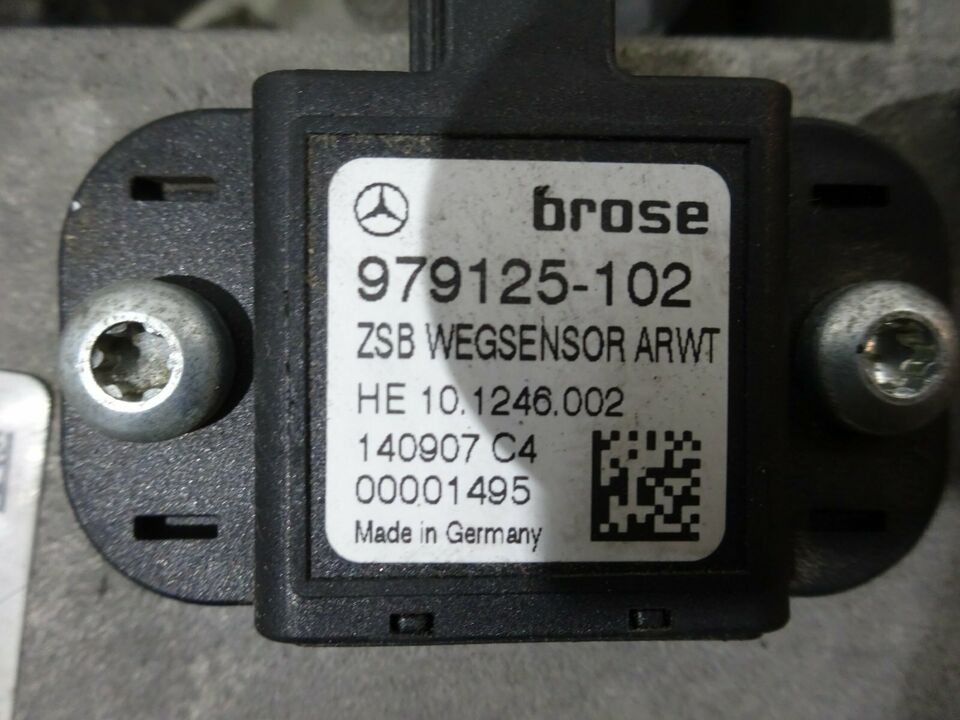 brose
979125-102
ZSB WEGSENSOR ARWT
HE 10.1246.002
140907 C4
00001495
Made in Germany